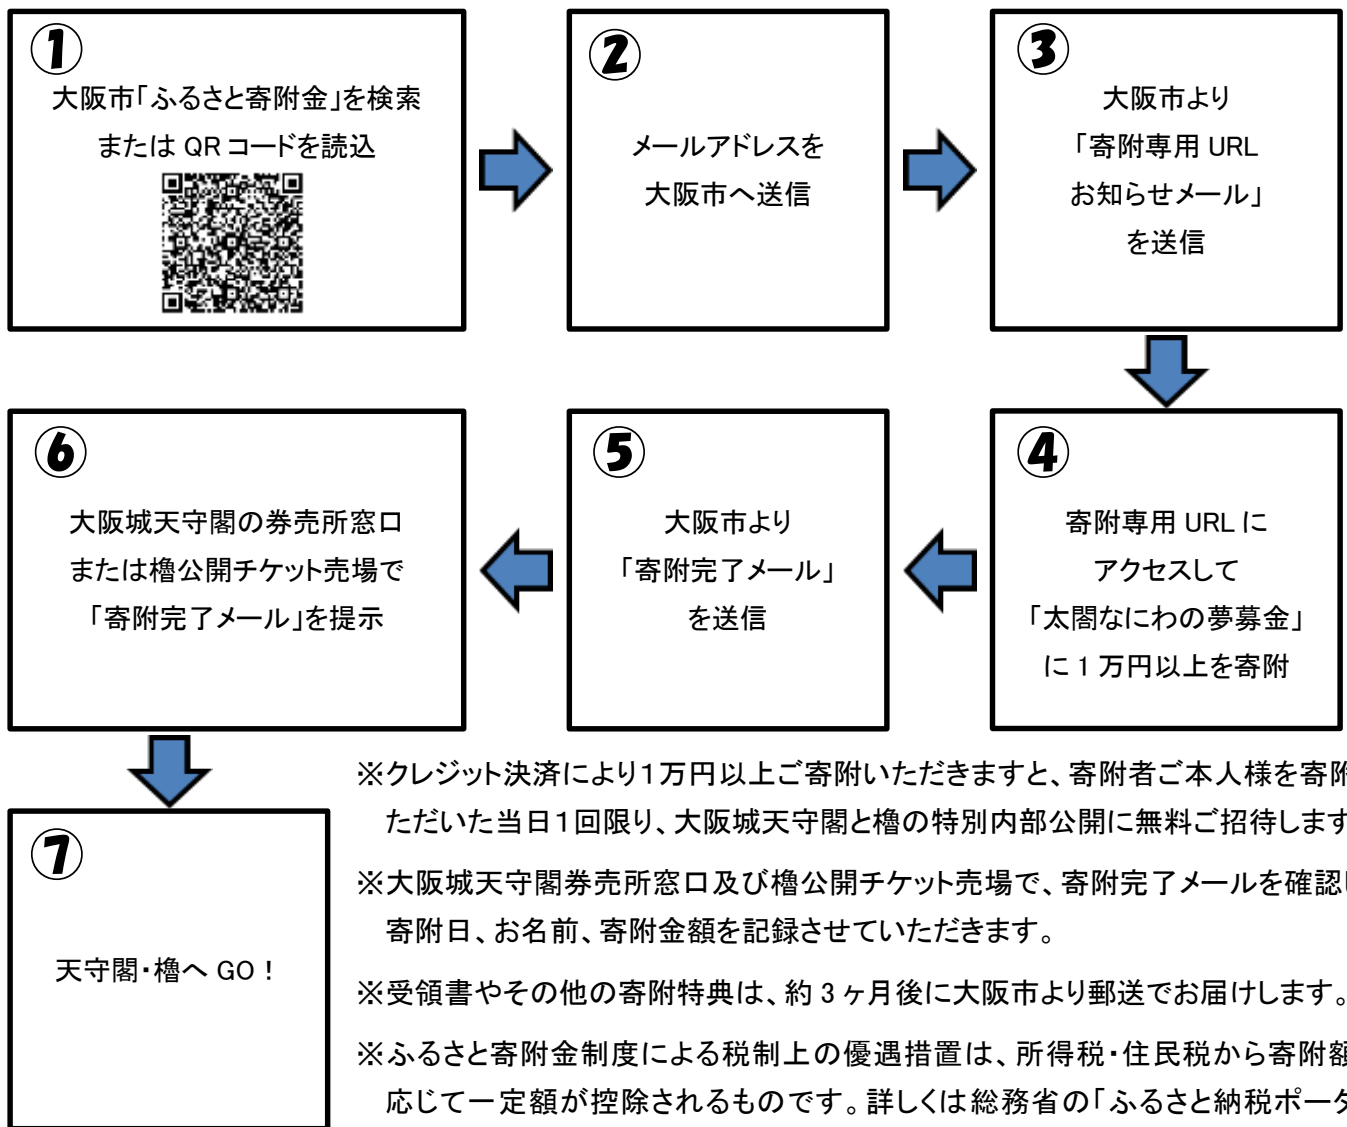 ①
大阪市「ふるさと寄附金」を検索
または QR コードを読込
②
メールアドレスを
大阪市へ送信
③
大阪市より
「寄附専用 URL
お知らせメール」
を送信
④
寄附専用 URL に
アクセスして
「太閤なにわの夢募金」
に 1 万円以上を寄附
⑤
大阪市より
「寄附完了メール」
を送信
⑥
大阪城天守閣の券売所窓口
または櫓公開チケット売場で
「寄附完了メール」を提示
⑦
天守閣・櫓へ GO！
※クレジット決済により１万円以上ご寄附いただきますと、寄附者ご本人様を寄附
ただいた当日１回限り、大阪城天守閣と櫓の特別内部公開に無料ご招待します
※大阪城天守閣券売所窓口及び櫓公開チケット売場で、寄附完了メールを確認し
寄附日、お名前、寄附金額を記録させていただきます。
※受領書やその他の寄附特典は、約 3 ヶ月後に大阪市より郵送でお届けします。
※ふるさと寄附金制度による税制上の優遇措置は、所得税・住民税から寄附額
応じて一定額が控除されるものです。詳しくは総務省の「ふるさと納税ポータ